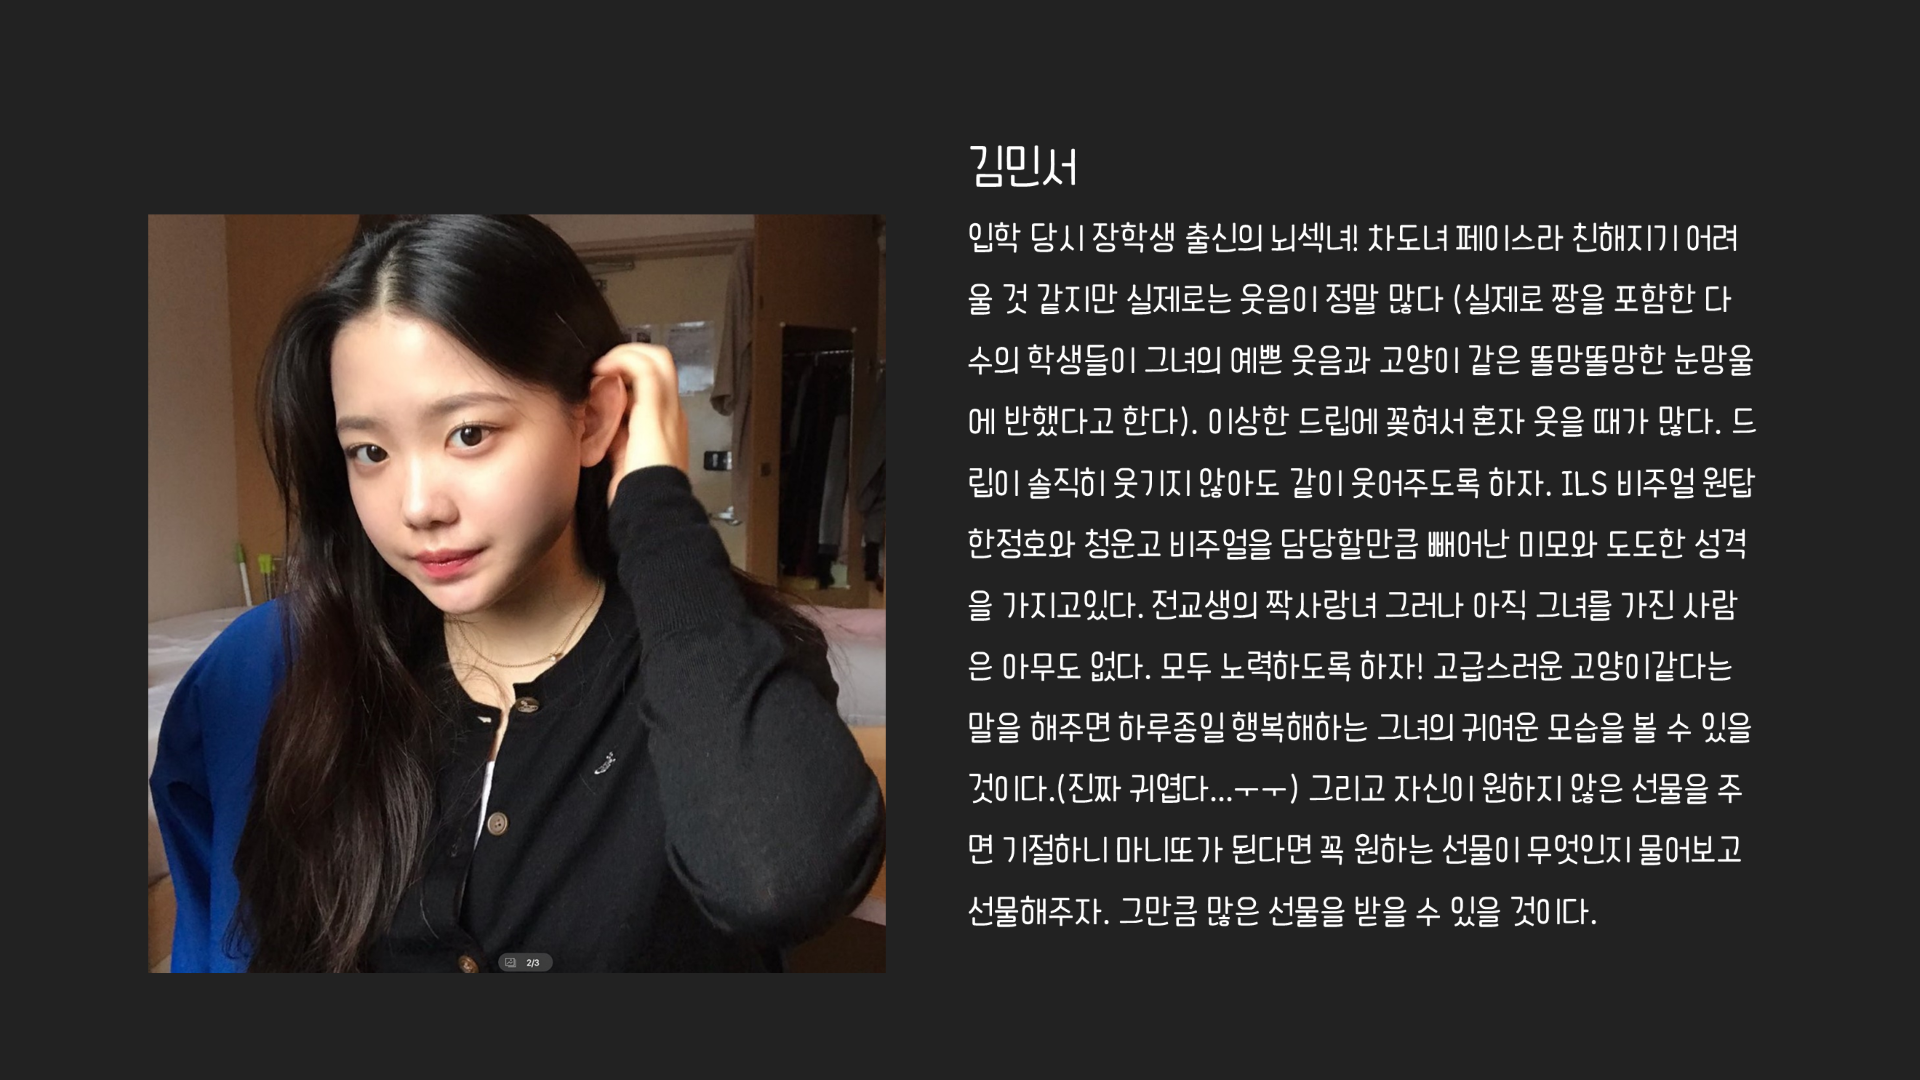 김민서
입학 당시 장학생 출신의 뇌섹녀! 차도녀 페이스라 친해지기 어려
울 것 같지만 실제로는 웃음이 정말 많다 (실제로 짱을 포함한 다
수의 학생들이 그녀의 예쁜 웃음과 고양이 같은 똘망똘망한 눈망울
에 반했다고 한다). 이상한 드립에 꽂혀서 혼자 웃을 때가 많다. 드
립이 솔직히 웃기지 않아도 같이 웃어주도록 하자. ILS 비주얼 원탑
한정호와 청운고 비주얼을 담당할만큼 빼어난 미모와 도도한 성격
을 가지고있다. 전교생의 짝사랑녀 그러나 아직 그녀를 가진 사람
은 아무도 없다. 모두 노력하도록 하자! 고급스러운 고양이같다는
말을 해주면 하루종일 행복해하는 그녀의 귀여운 모습을 볼 수 있을
것이다.(진짜 귀엽다...ㅜㅜ) 그리고 자신이 원하지 않은 선물을 주
면 기절하니 마니또가 된다면 꼭 원하는 선물이 무엇인지 물어보고
선물해주자. 그만큼 많은 선물을 받을 수 있을 것이다.
2/3